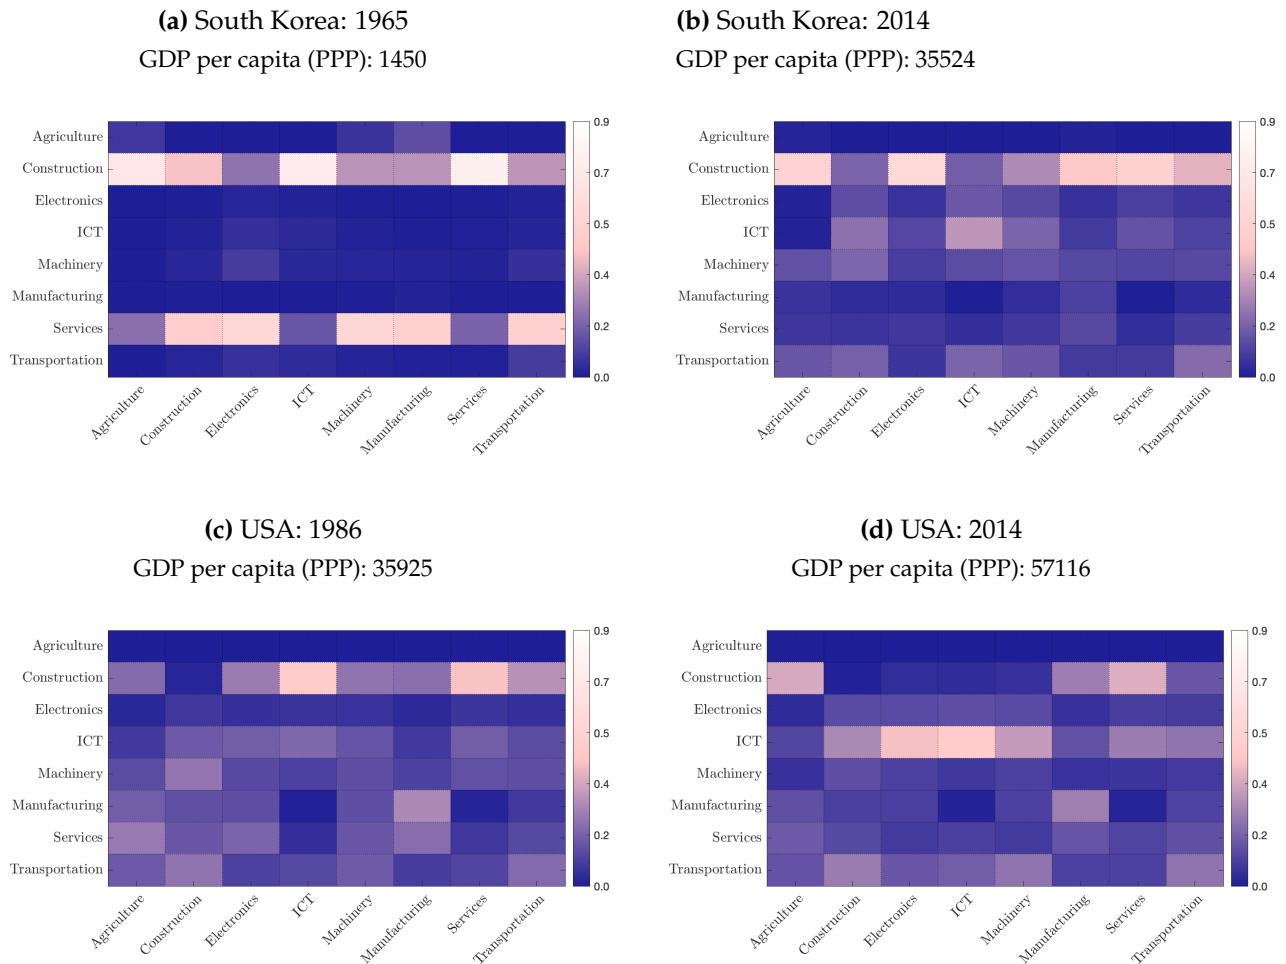 (a) South Korea: 1965
GDP per capita (PPP): 1450
Agriculture
Construction
Electronics
ICT
Machinery
Manufacturing
Services
Transportation
0.9
0.7
0.5
0.4
0.2
0.0
Agriculture
Construction
Electronics
ICT
Machinery
Manufacturing
Services
Transportation
(b) South Korea: 2014
GDP per capita (PPP): 35524
Agriculture
Construction
Electronics
ICT
Machinery
Manufacturing
Services
Transportation
0.9
0.7
0.5
0.4
0.2
0.0
Agriculture
Construction
Electronics
ICT
Machinery
Manufacturing
Services
Transportation
(c) USA: 1986
GDP per capita (PPP): 35925
Agriculture
Construction
Electronics
ICT
Machinery
Manufacturing
Services
Transportation
0.9
0.7
0.5
0.4
0.2
0.0
Agriculture
Construction
Electronics
ICT
Machinery
Manufacturing
Services
Transportation
(d) USA: 2014
GDP per capita (PPP): 57116
Agriculture
Construction
Electronics
ICT
Machinery
Manufacturing
Services
Transportation
0.9
0.7
0.5
0.4
0.2
0.0
Agriculture
Construction
Electronics
ICT
Machinery
Manufacturing
Services
Transportation